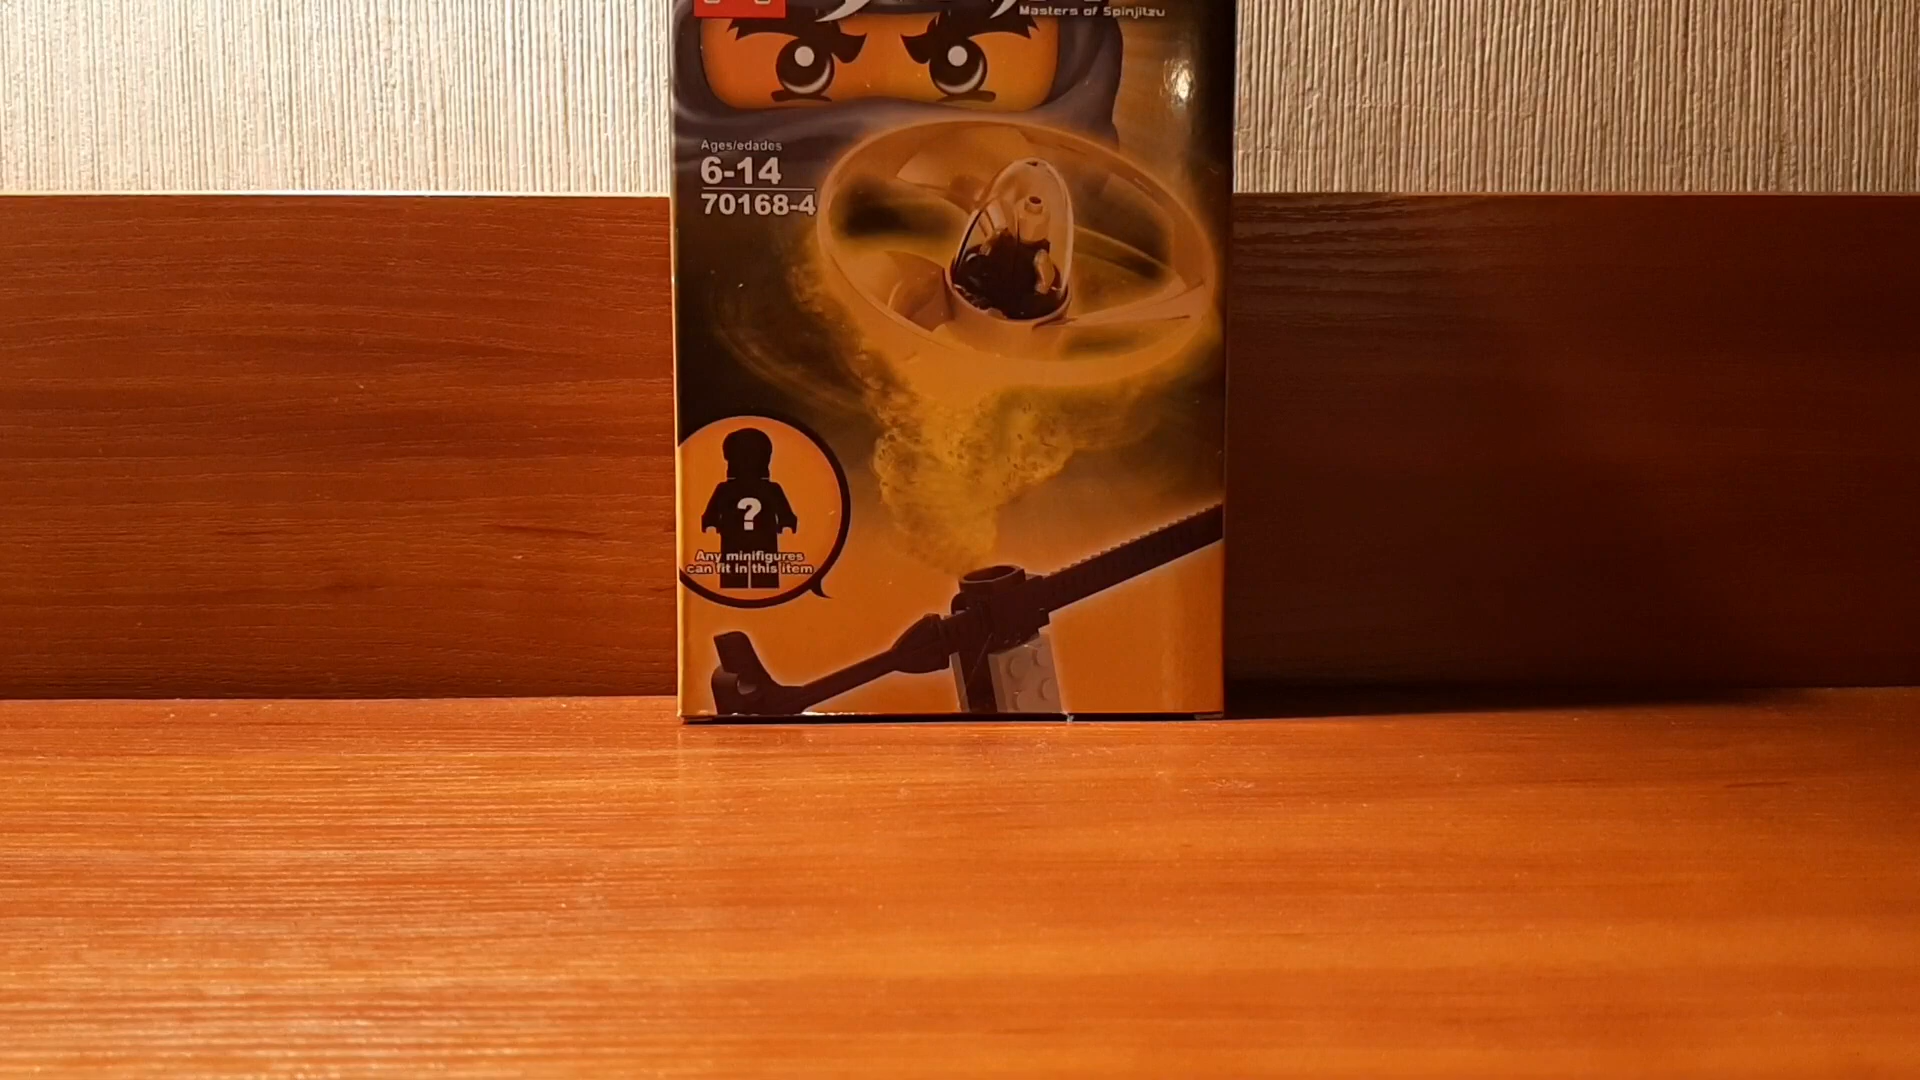 Masters of Spinjitzu
Ages/edades
6-14
70168-4
?
Any minifigures
can fit in this item